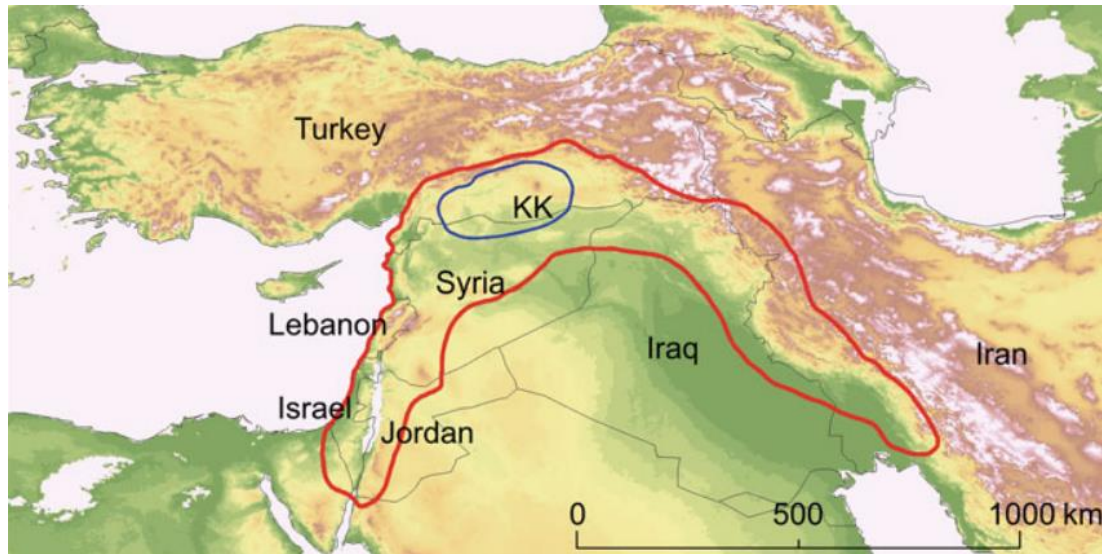 Turkey
KK
Syria
Lebanon
Iraq
Iran
Israel
Jordan
0 500 1000 km